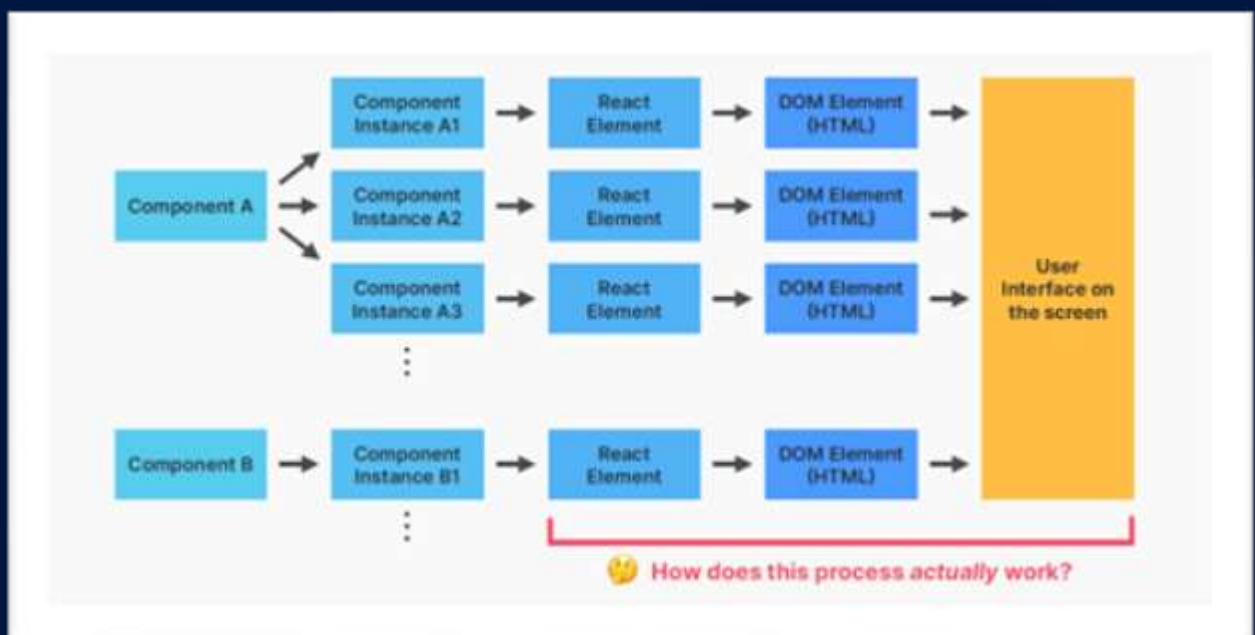 Component
Instance A1
React
Element
DOM Element
(HTML)
Component A
Component
Instance A2
React
Element
DOM Element
(HTML)
Component
Instance A3
React
Element
DOM Element
(HTML)
User
Interface on
the screen
Component B
Component
Instance B1
React
Element
DOM Element
(HTML)
How does this process actually work?